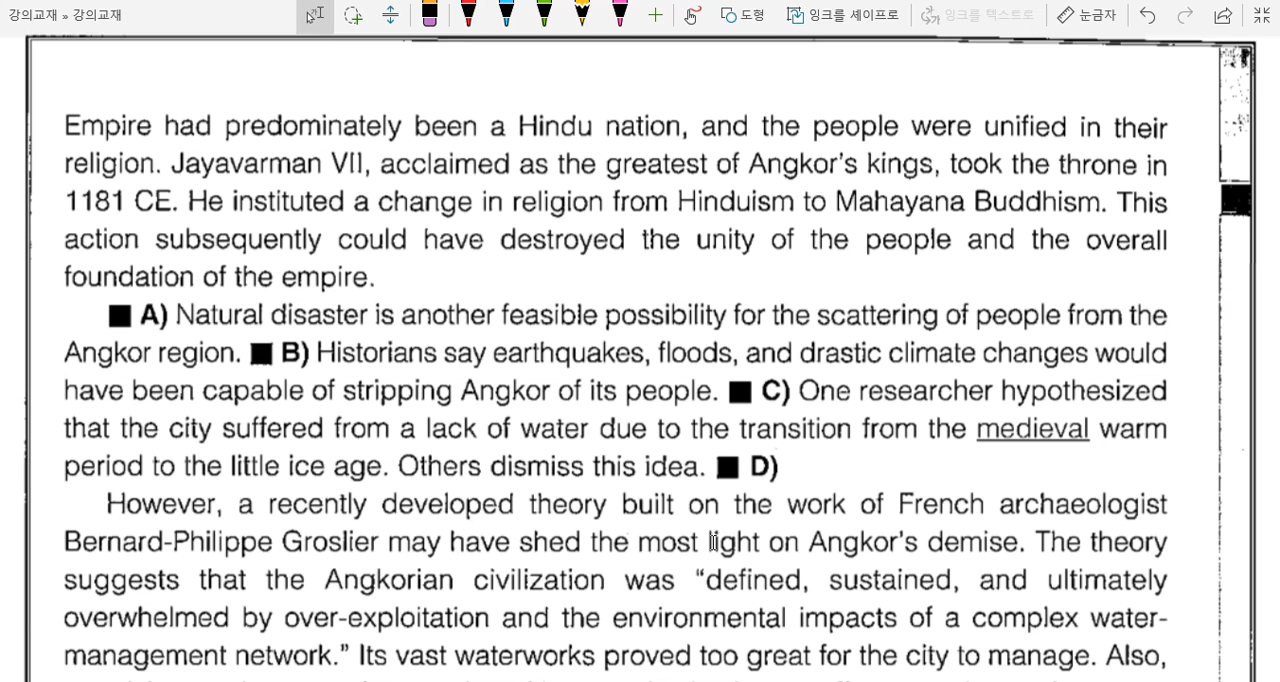 강의교재 » 강의교재
도형
잉크를 셰이프로
잉크를 텍스트로
눈금자
Empire had predominately been a Hindu nation, and the people were unified in their
religion. Jayavarman VII, acclaimed as the greatest of Angkor's kings, took the throne in
1181 CE. He instituted a change in religion from Hinduism to Mahayana Buddhism. This
action subsequently could have destroyed the unity of the people and the overall
foundation of the empire.
■ A) Natural disaster is another feasible possibility for the scattering of people from the
Angkor region. ■ B) Historians say earthquakes, floods, and drastic climate changes would
have been capable of stripping Angkor of its people. ■ C) One researcher hypothesized
that the city suffered from a lack of water due to the transition from the medieval warm
period to the little ice age. Others dismiss this idea. ■ D)
However, a recently developed theory built on the work of French archaeologist
Bernard-Philippe Groslier may have shed the most light on Angkor's demise. The theory
suggests that the Angkorian civilization was “defined, sustained, and ultimately
overwhelmed by over-exploitation and the environmental impacts of a complex water-
management network.” Its vast waterworks proved too great for the city to manage. Also,